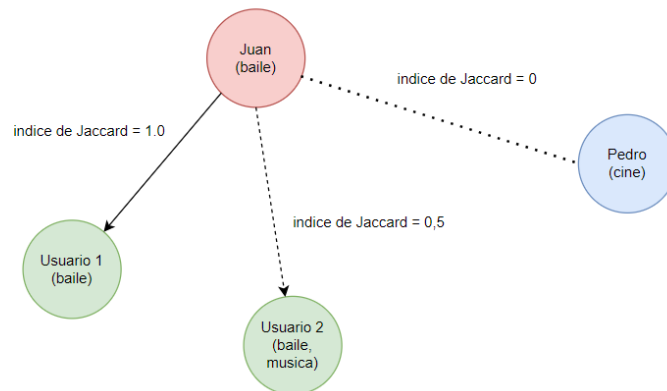 Juan
(baile)
indice de Jaccard = 0
indice de Jaccard = 1.0
Pedro
(cine)
indice de Jaccard = 0,5
Usuario 1
(baile)
Usuario 2
(baile,
musica)